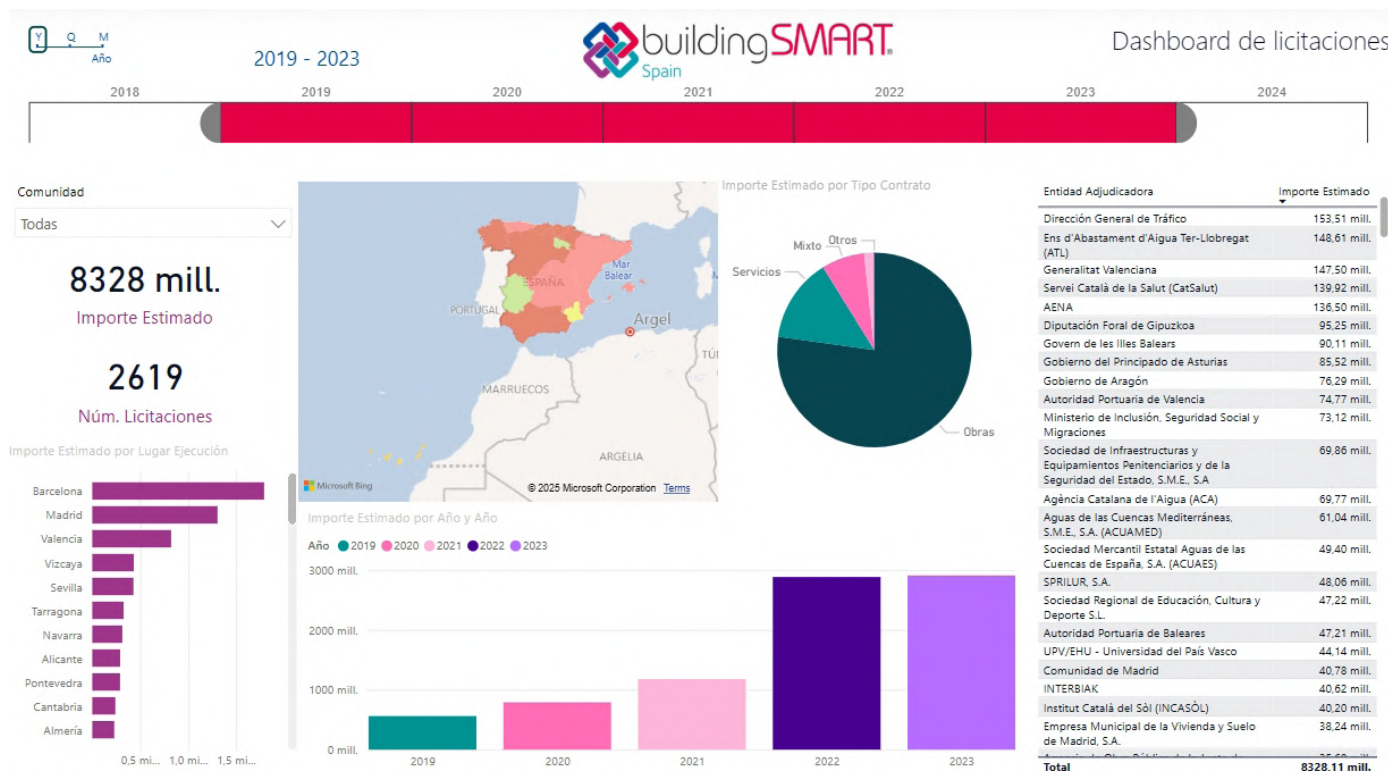 Y Q M
Año
2019 - 2023
buildingSMART
Spain
Dashboard de licitaciones
2018 2019 2020 2021 2022 2023 2024
Comunidad
Todas
8328 mill.
Importe Estimado
2619
Núm. Licitaciones
Importe Estimado por Lugar Ejecución
Barcelona
Madrid
Valencia
Vizcaya
Sevilla
Tarragona
Navarra
Alicante
Pontevedra
Cantabria
Almería
0,5 mi... 1,0 mi... 1,5 mi...
Mar
Balear
ESPAÑA
PORTUGAL
Argel
MARRUECOS
ARGELIA
Microsoft Bing
© 2025 Microsoft Corporation Terms
Importe Estimado por Tipo Contrato
Otros
Mixto
Servicios
Obras
Importe Estimado por Año y Año
Año 2019 2020 2021 2022 2023
3000 mill.
2000 mill.
1000 mill.
0 mill.
2019 2020 2021 2022 2023
Entidad Adjudicadora Importe Estimado
Dirección General de Tráfico 153,51 mill.
Ens d'Abastament d'Aigua Ter-Llobregat 148,61 mill.
(ATL)
Generalitat Valenciana 147,50 mill.
Servei Català de la Salut (CatSalut) 139,92 mill.
AENA 136,50 mill.
Diputación Foral de Gipuzkoa 95,25 mill.
Govern de les Illes Balears 90,11 mill.
Gobierno del Principado de Asturias 85,52 mill.
Gobierno de Aragón 76,29 mill.
Autoridad Portuaria de Valencia 74,77 mill.
Ministerio de Inclusión, Seguridad Social y 73,12 mill.
Migraciones
Sociedad de Infraestructuras y 69,86 mill.
Equipamientos Penitenciarios y de la
Seguridad del Estado, S.M.E., S.A
Agència Catalana de l'Aigua (ACA) 69,77 mill.
Aguas de las Cuencas Mediterráneas, 61,04 mill.
S.M.E., S.A. (ACUAMED)
Sociedad Mercantil Estatal Aguas de las 49,40 mill.
Cuencas de España, S.A. (ACUAES)
SPRILUR, S.A. 48,06 mill.
Sociedad Regional de Educación, Cultura y 47,22 mill.
Deporte S.L.
Autoridad Portuaria de Baleares 47,21 mill.
UPV/EHU - Universidad del País Vasco 44,14 mill.
Comunidad de Madrid 40,78 mill.
INTERBIAK 40,62 mill.
Institut Català del Sòl (INCASÒL) 40,20 mill.
Empresa Municipal de la Vivienda y Suelo 38,24 mill.
de Madrid, S.A.
Total 8328,11 mill.